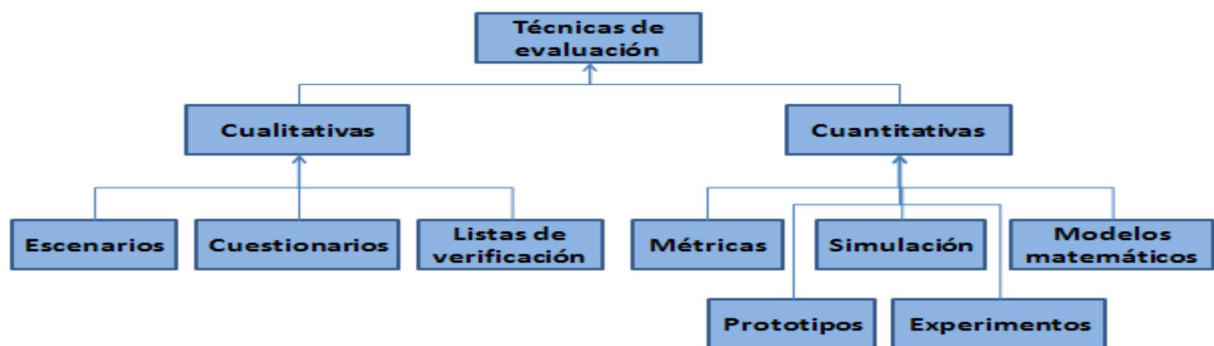 Técnicas de
evaluación
Cualitativas
Cuantitativas
Escenarios
Cuestionarios
Listas de
verificación
Métricas
Simulación
Modelos
matemáticos
Prototipos
Experimentos